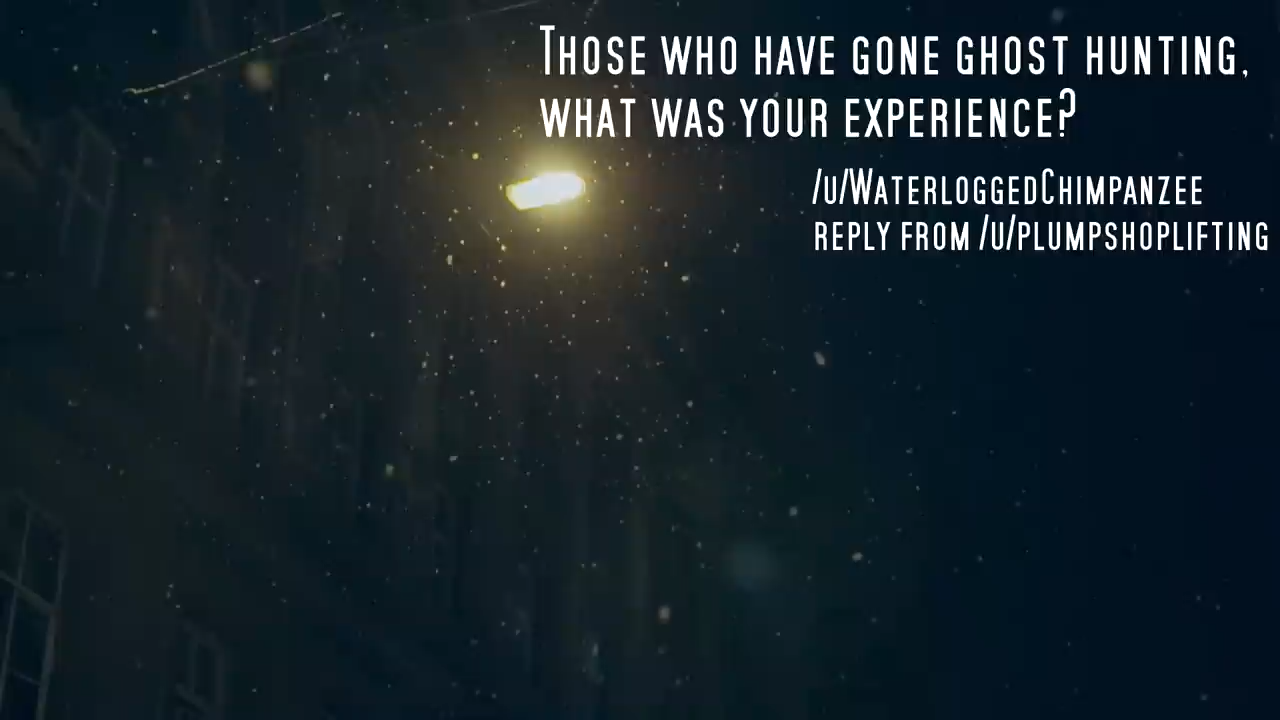 Those who have gone ghost hunting,
what was your experience?
/u/WaterloggedChimpanzee
reply from /u/plumpshoplifting